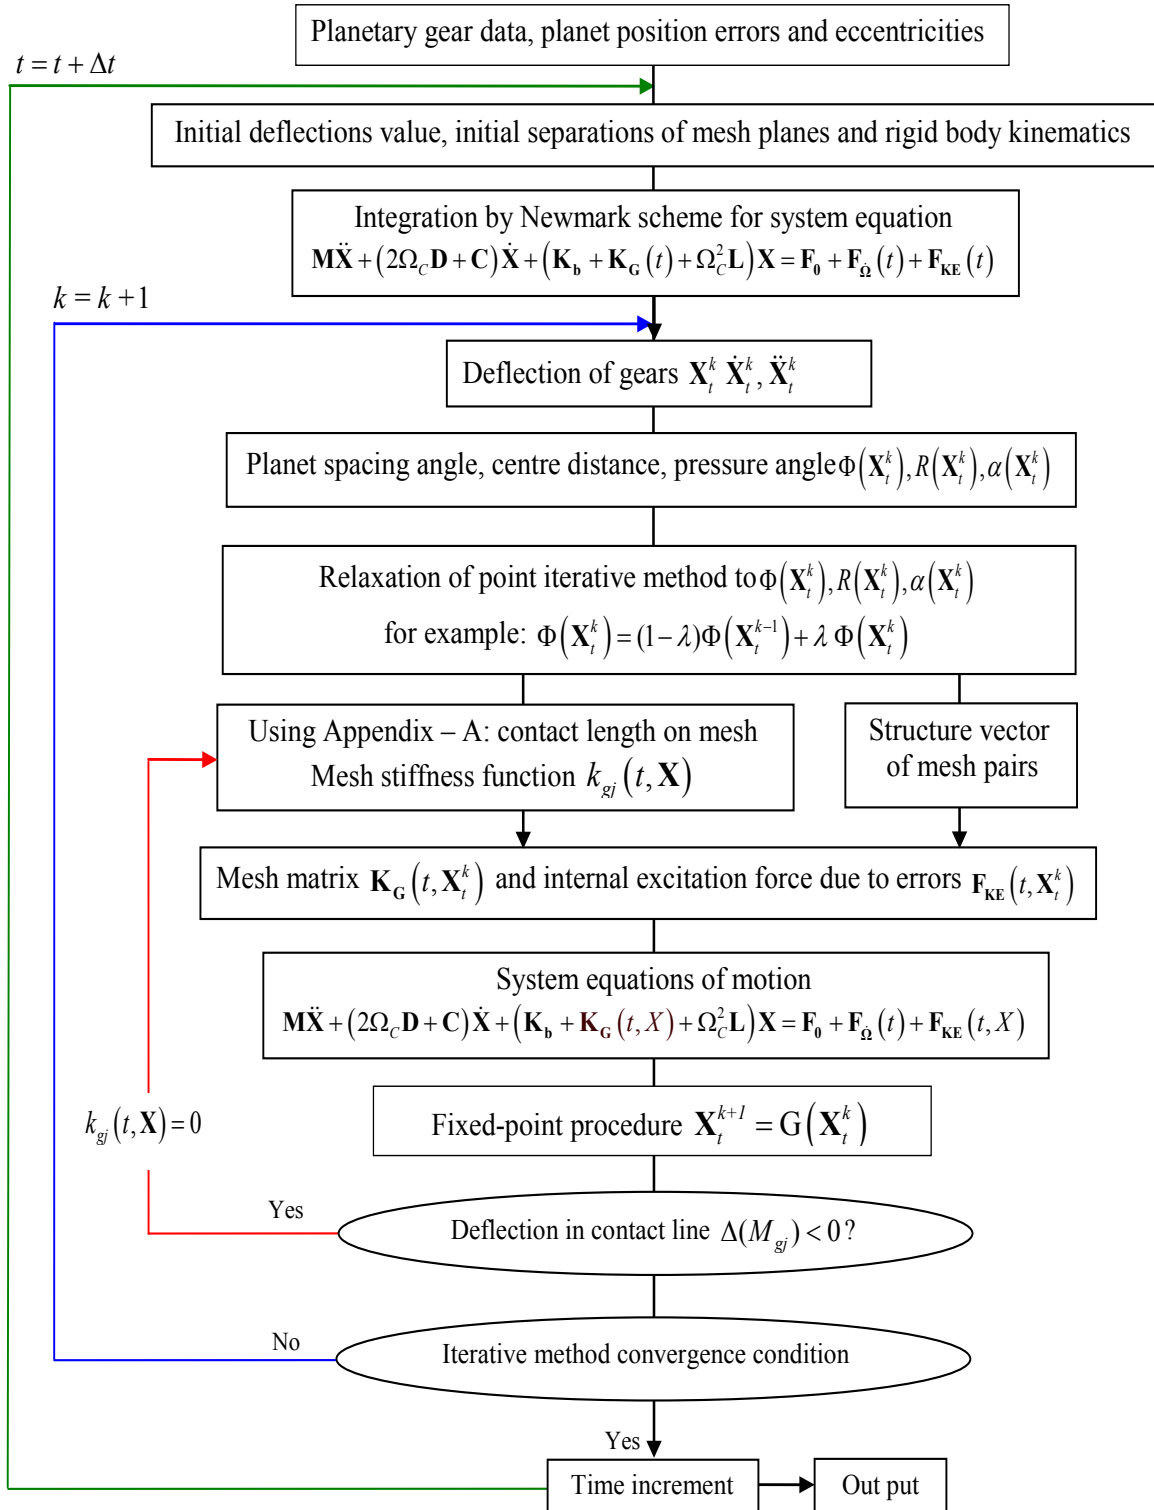 Planetary gear data, planet position errors and eccentricities
t = t + Δt
Initial deflections value, initial separations of mesh planes and rigid body kinematics
Integration by Newmark scheme for system equation
MẌ + (2Ω_C D + C)Ẋ + (K_b + K_G(t) + Ω_C^2 L)X = F_0 + F_Ω̇(t) + F_KE(t)
k = k + 1
Deflection of gears X_t^k Ẋ_t^k, Ẍ_t^k
Planet spacing angle, centre distance, pressure angle Φ(X_t^k), R(X_t^k), α(X_t^k)
Relaxation of point iterative method to Φ(X_t^k), R(X_t^k), α(X_t^k)
for example: Φ(X_t^k) = (1−λ)Φ(X_t^{k−1}) + λ Φ(X_t^k)
Using Appendix – A: contact length on mesh
Mesh stiffness function k_gj(t, X)
Structure vector
of mesh pairs
Mesh matrix K_G(t, X_t^k) and internal excitation force due to errors F_KE(t, X_t^k)
System equations of motion
MẌ + (2Ω_C D + C)Ẋ + (K_b + K_G(t, X) + Ω_C^2 L)X = F_0 + F_Ω̇(t) + F_KE(t, X)
k_gj(t, X) = 0
Fixed-point procedure X_t^{k+1} = G(X_t^k)
Yes
Deflection in contact line Δ(M_gj) < 0 ?
No
Iterative method convergence condition
Yes
Time increment
Out put